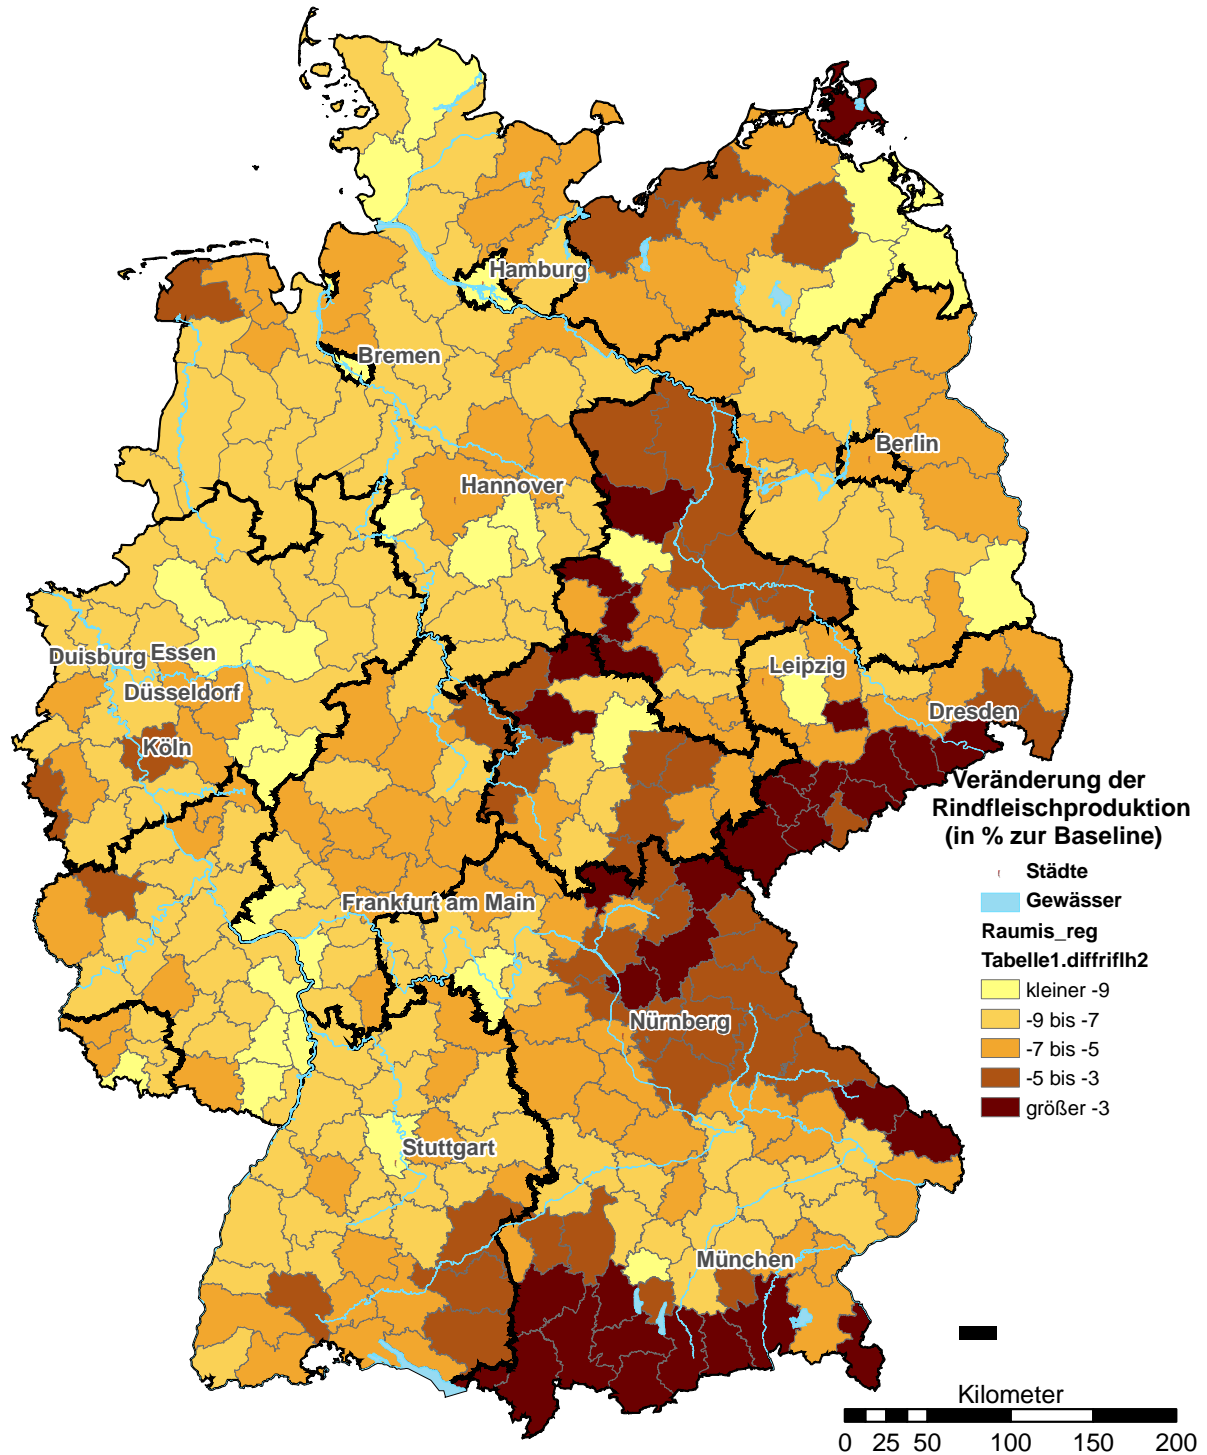 Hamburg
Bremen
Berlin
Hannover
Duisburg
Essen
Leipzig
Düsseldorf
Dresden
Köln
Veränderung der
Rindfleischproduktion
(in % zur Baseline)
Städte
Gewässer
Raumis_reg
Tabelle1.diffriflh2
kleiner -9
-9 bis -7
-7 bis -5
-5 bis -3
größer -3
Frankfurt am Main
Nürnberg
Stuttgart
München
Kilometer
0 25 50 100 150 200